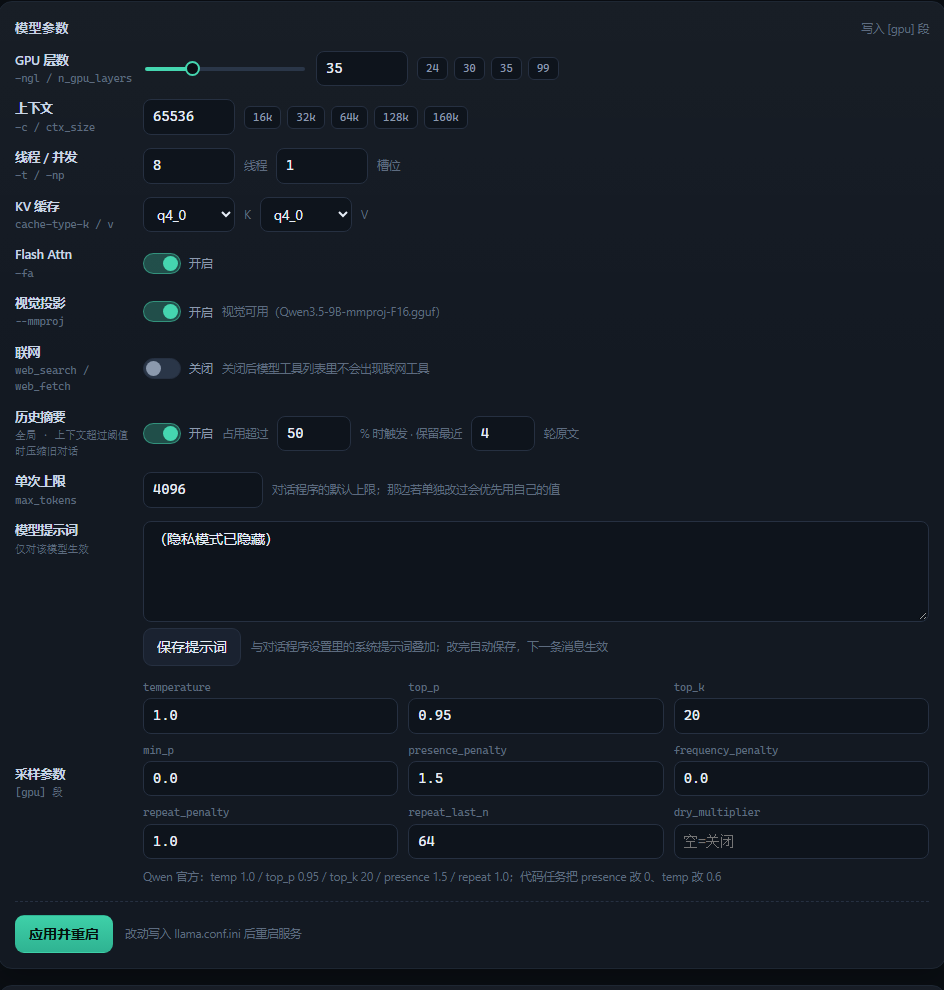 模型参数
写入 [gpu] 段
GPU 层数
-ngl / n_gpu_layers
35
24
30
35
99
上下文
-c / ctx_size
65536
16k
32k
64k
128k
160k
线程 / 并发
-t / -np
8
线程
1
槽位
KV 缓存
cache-type-k / v
q4_0
K
q4_0
V
Flash Attn
-fa
开启
视觉投影
--mmproj
开启
视觉可用（Qwen3.5-9B-mmproj-F16.gguf）
联网
web_search /
web_fetch
关闭
关闭后模型工具列表里不会出现联网工具
历史摘要
全局 · 上下文超过阈值
时压缩旧对话
开启
占用超过
50
% 时触发 · 保留最近
4
轮原文
单次上限
max_tokens
4096
对话程序的默认上限；那边若单独改过会优先用自己的值
模型提示词
仅对该模型生效
（隐私模式已隐藏）
保存提示词
与对话程序设置里的系统提示词叠加；改完自动保存，下一条消息生效
采样参数
[gpu] 段
temperature
top_p
top_k
1.0
0.95
20
min_p
presence_penalty
frequency_penalty
0.0
1.5
0.0
repeat_penalty
repeat_last_n
dry_multiplier
1.0
64
空=关闭
Qwen 官方：temp 1.0 / top_p 0.95 / top_k 20 / presence 1.5 / repeat 1.0；代码任务把 presence 改 0、temp 改 0.6
应用并重启
改动写入 llama.conf.ini 后重启服务